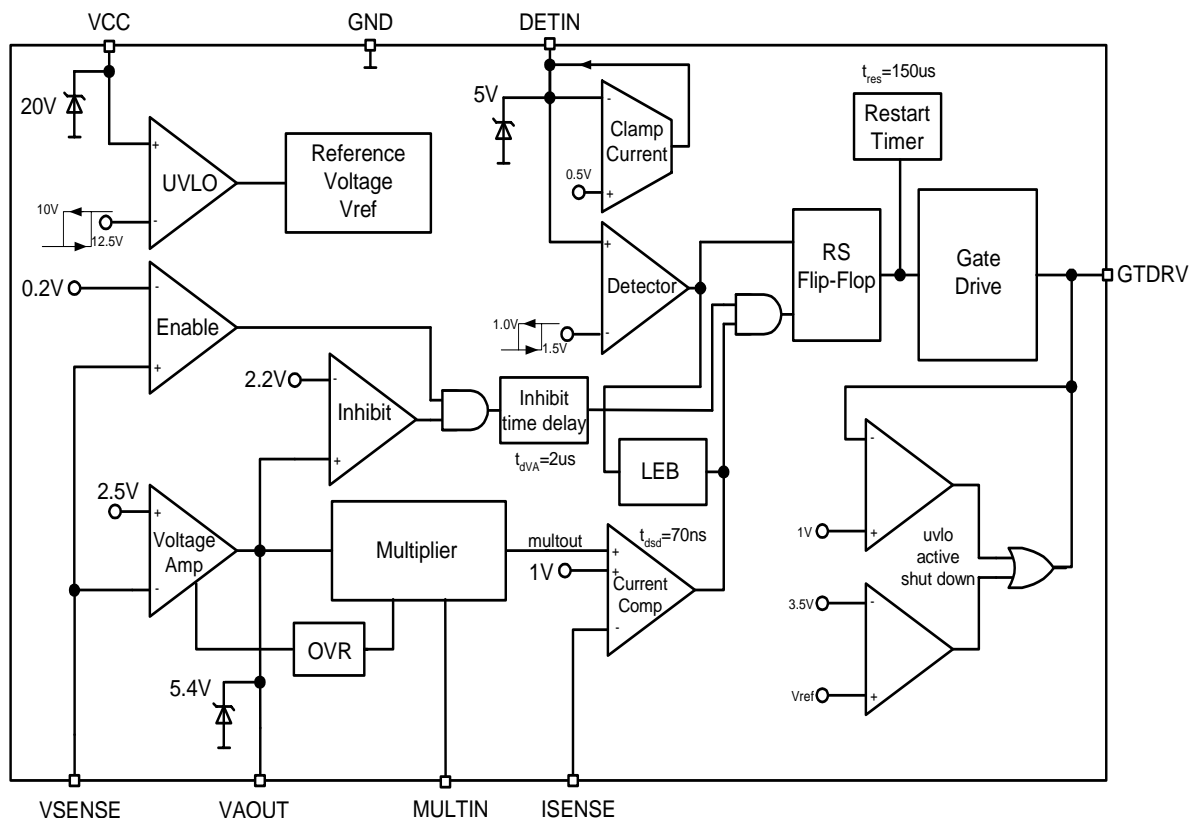 VCC
GND
DETIN
20V
5V
t_res=150us
Restart
Timer
-
Clamp
Current
0.5V
+
+
UVLO
-
Reference
Voltage
Vref
10V
12.5V
+
Detector
-
1.0V
1.5V
RS
Flip-Flop
Gate
Drive
GTDRV
0.2V
-
Enable
+
2.2V
-
Inhibit
+
Inhibit
time delay
t_dVA=2us
LEB
-
1V
+
uvlo
active
shut down
2.5V
+
Voltage
Amp
-
Multiplier
multout
t_dsd=70ns
+
1V
+
Current
Comp
-
3.5V
-
Vref
+
OVR
5.4V
VSENSE
VAOUT
MULTIN
ISENSE